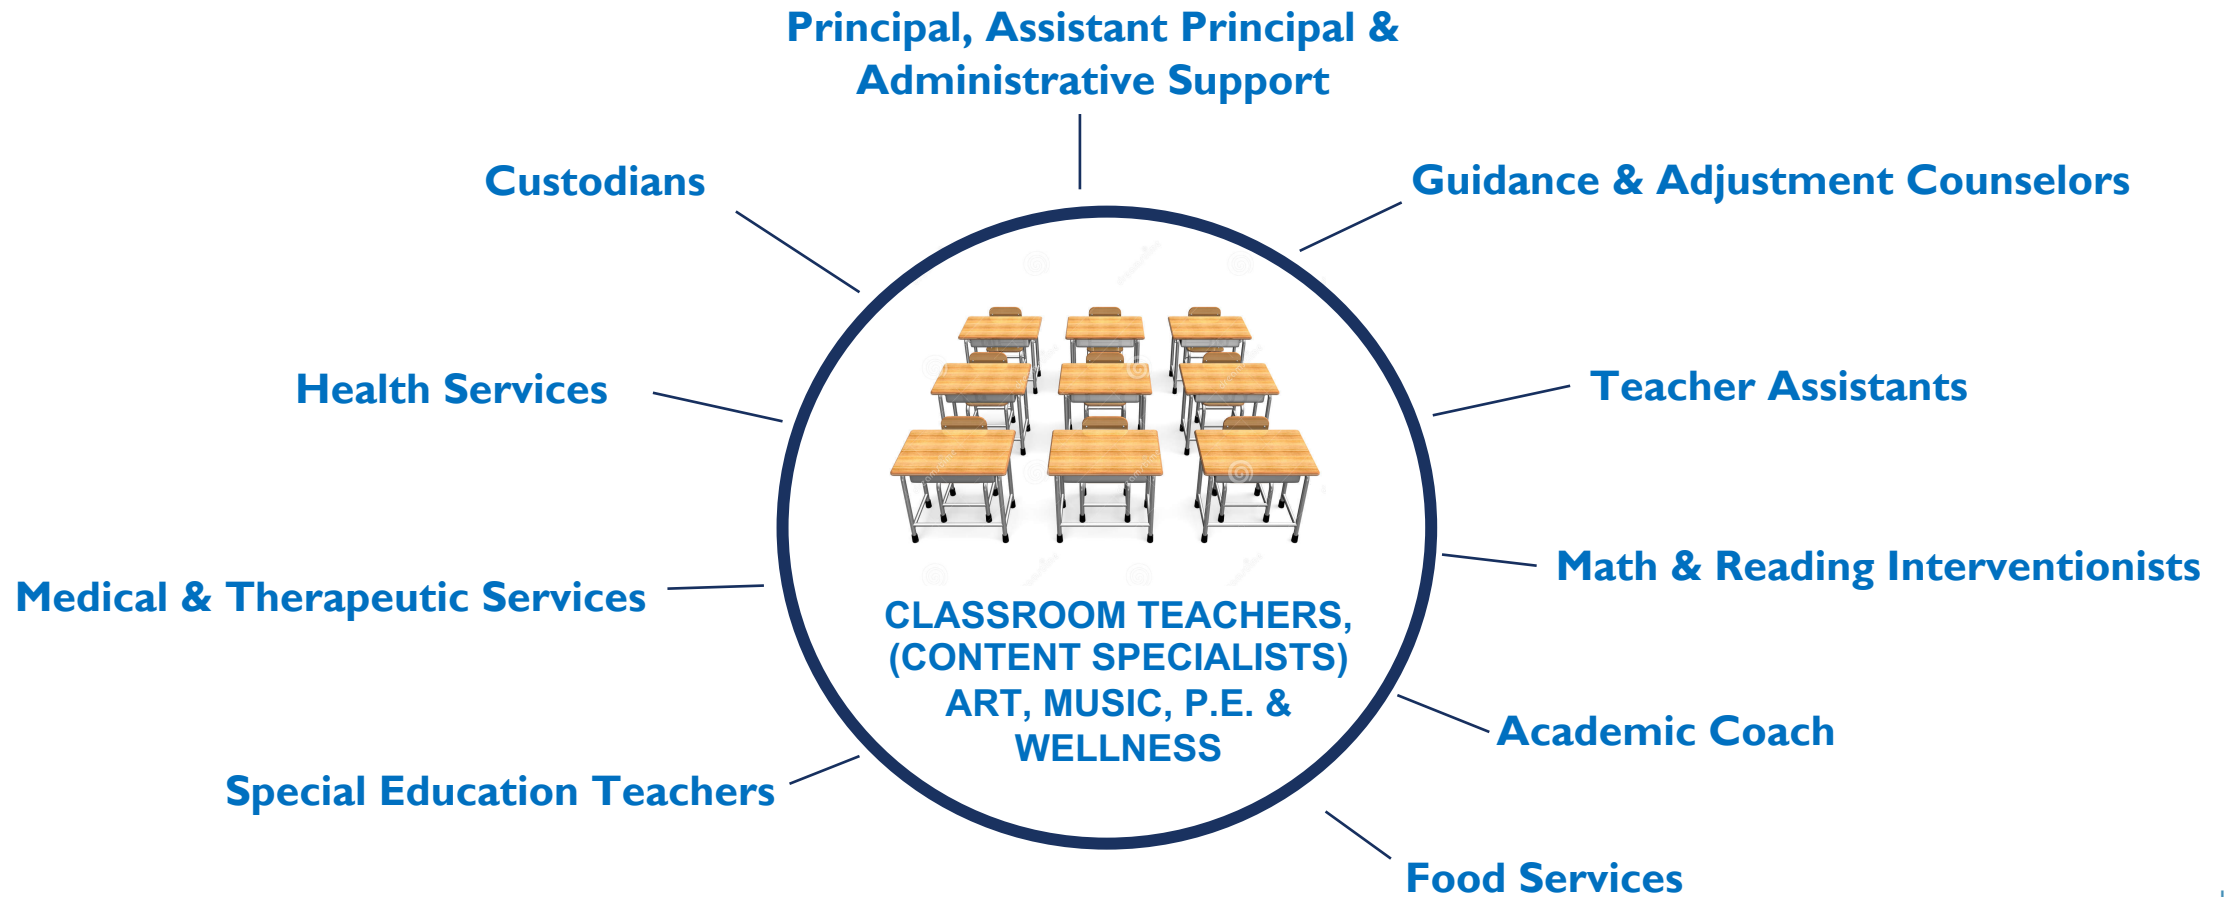 Principal, Assistant Principal &
Administrative Support
Custodians
Guidance & Adjustment Counselors
Health Services
Teacher Assistants
Math & Reading Interventionists
Medical & Therapeutic Services
CLASSROOM TEACHERS,
(CONTENT SPECIALISTS)
ART, MUSIC, P.E. &
WELLNESS
Academic Coach
Special Education Teachers
Food Services